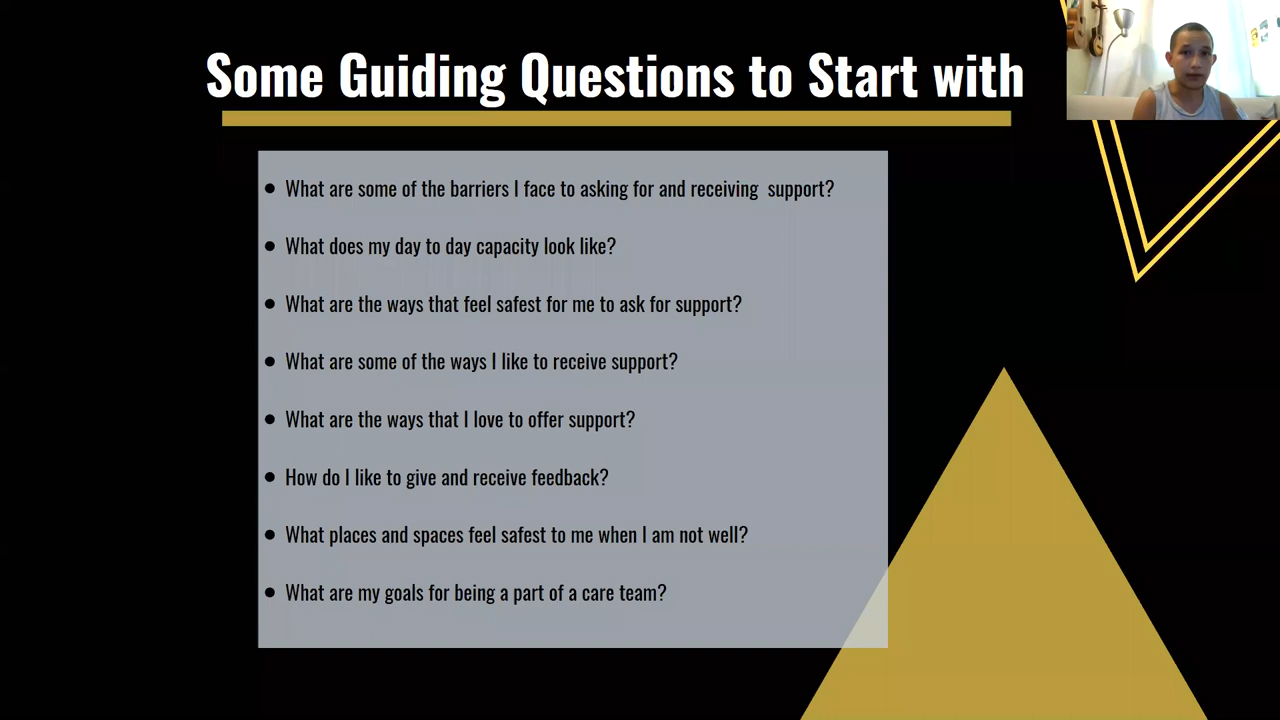 Some Guiding Questions to Start with
● What are some of the barriers I face to asking for and receiving  support?
● What does my day to day capacity look like?
● What are the ways that feel safest for me to ask for support?
● What are some of the ways I like to receive support?
● What are the ways that I love to offer support?
● How do I like to give and receive feedback?
● What places and spaces feel safest to me when I am not well?
● What are my goals for being a part of a care team?